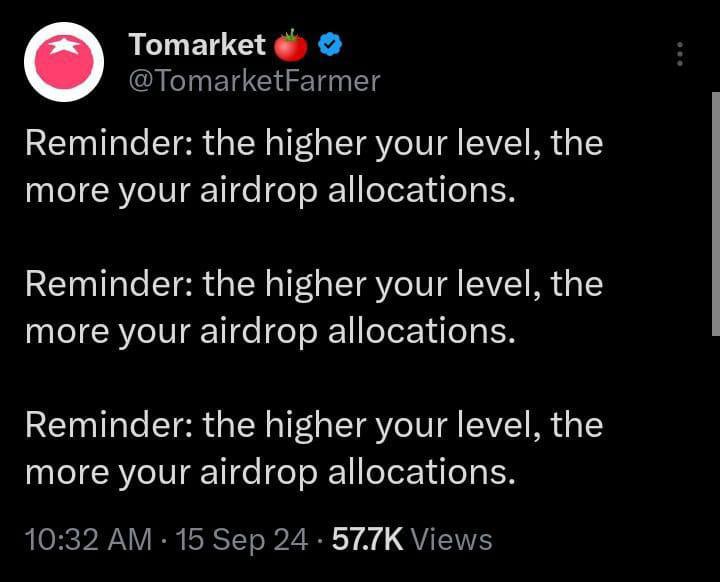 Tomarket 🍅
@TomarketFarmer
Reminder: the higher your level, the
more your airdrop allocations.
Reminder: the higher your level, the
more your airdrop allocations.
Reminder: the higher your level, the
more your airdrop allocations.
10:32 AM · 15 Sep 24 · 57.7K Views